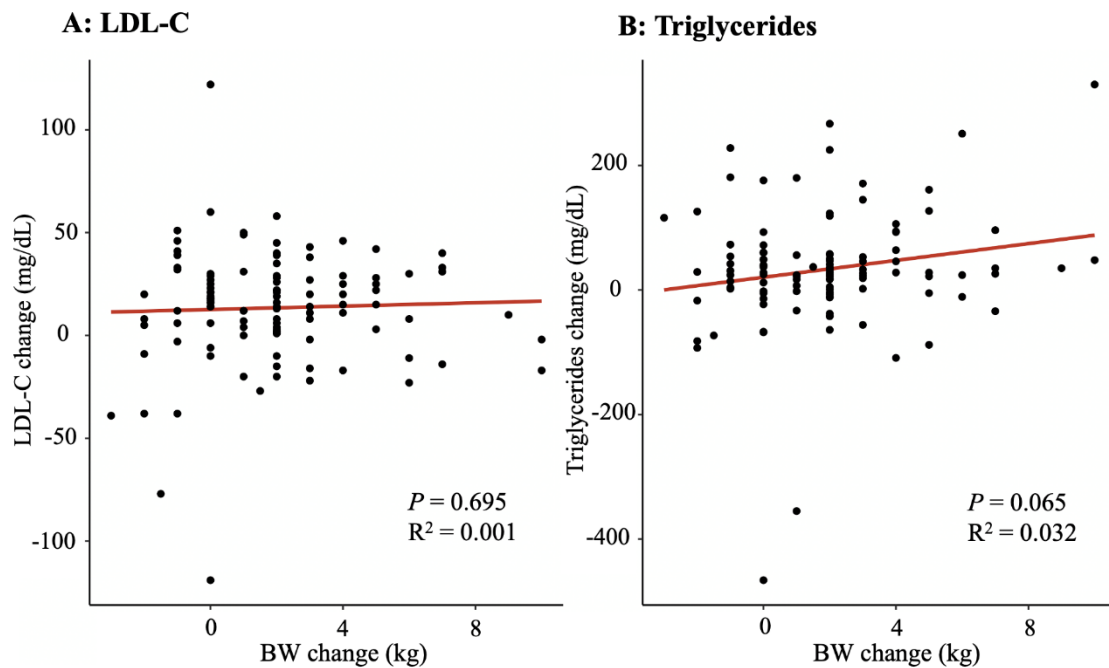 A: LDL-C
LDL-C change (mg/dL)
100
50
0
-50
-100
P = 0.695
R² = 0.001
0
4
8
BW change (kg)
B: Triglycerides
Triglycerides change (mg/dL)
200
0
-200
-400
P = 0.065
R² = 0.032
0
4
8
BW change (kg)